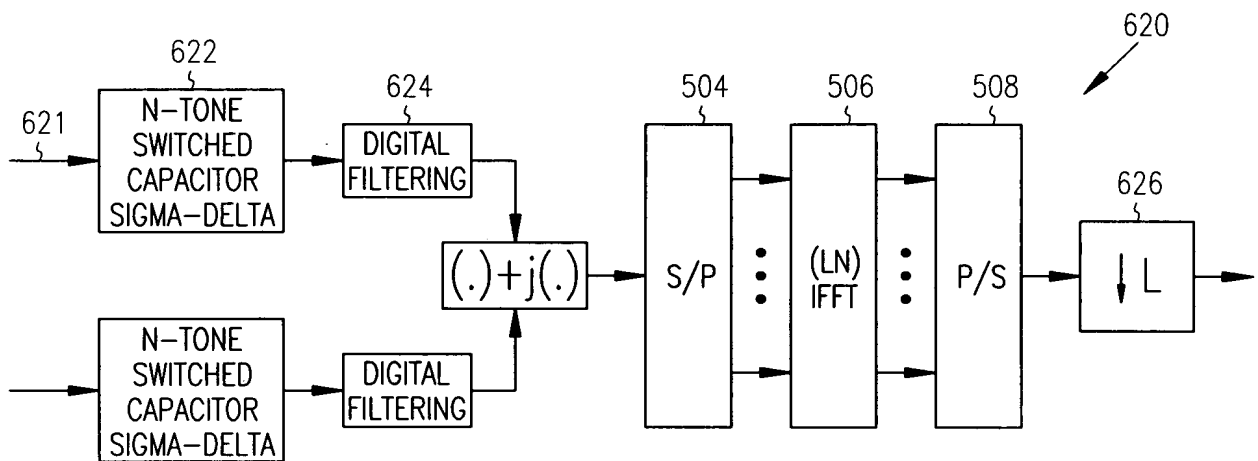 620
622
N-TONE
SWITCHED
CAPACITOR
SIGMA-DELTA
621
624
DIGITAL
FILTERING
(.)+j(.)
504
S/P
506
(LN)
IFFT
508
P/S
626
↓ L
N-TONE
SWITCHED
CAPACITOR
SIGMA-DELTA
DIGITAL
FILTERING